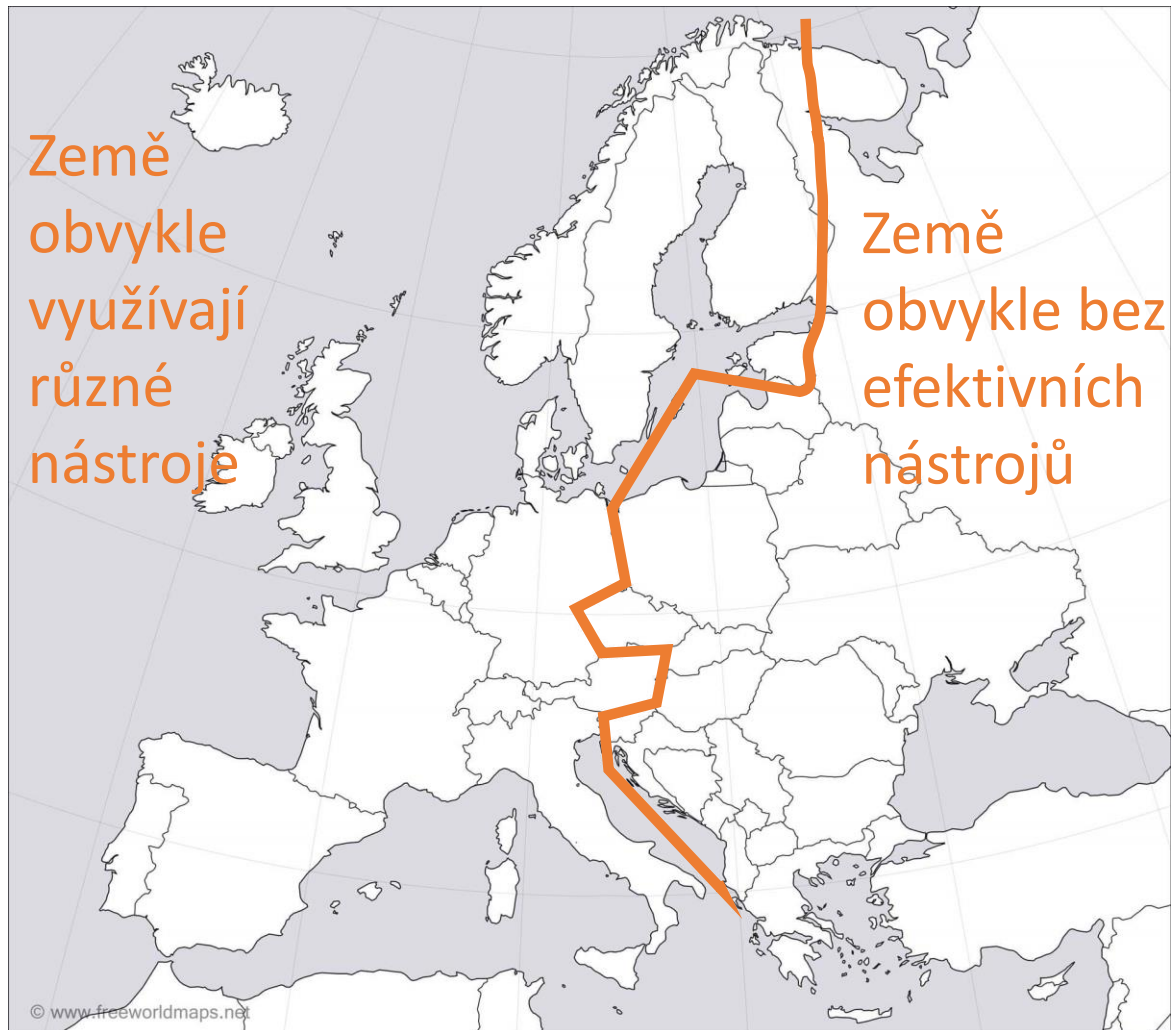 Země
obvykle
využívají
různé
nástroje
Země
obvykle bez
efektivních
nástrojů
© www.freeworldmaps.net